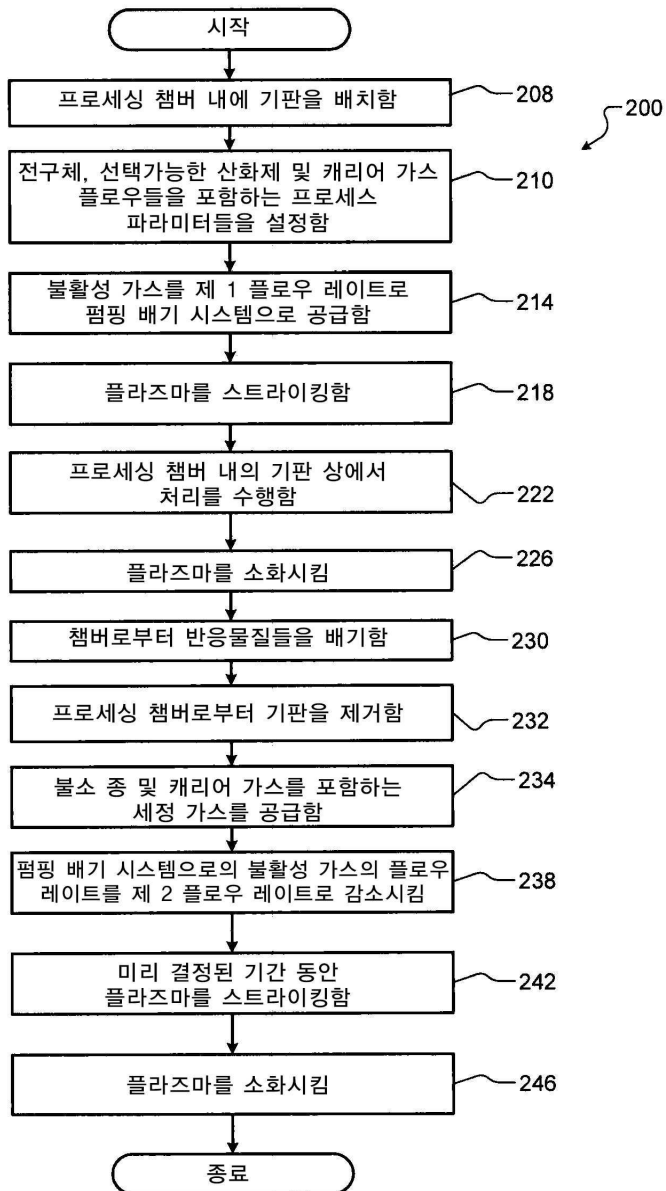 시작
프로세싱 챔버 내에 기판을 배치함
208
200
전구체, 선택가능한 산화제 및 캐리어 가스
플로우들을 포함하는 프로세스
파라미터들을 설정함
210
불활성 가스를 제 1 플로우 레이트로
펌핑 배기 시스템으로 공급함
214
플라즈마를 스트라이킹함
218
프로세싱 챔버 내의 기판 상에서
처리를 수행함
222
플라즈마를 소화시킴
226
챔버로부터 반응물질들을 배기함
230
프로세싱 챔버로부터 기판을 제거함
232
불소 종 및 캐리어 가스를 포함하는
세정 가스를 공급함
234
펌핑 배기 시스템으로의 불활성 가스의 플로우
레이트를 제 2 플로우 레이트로 감소시킴
238
미리 결정된 기간 동안
플라즈마를 스트라이킹함
242
플라즈마를 소화시킴
246
종료